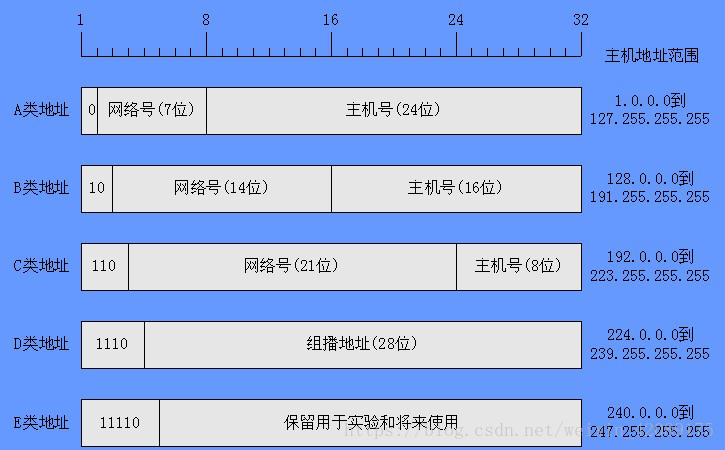 1 8 16 24 32
主机地址范围
A类地址 0 网络号(7位) 主机号(24位) 1.0.0.0到
127.255.255.255
B类地址 10 网络号(14位) 主机号(16位) 128.0.0.0到
191.255.255.255
C类地址 110 网络号(21位) 主机号(8位) 192.0.0.0到
223.255.255.255
D类地址 1110 组播地址(28位) 224.0.0.0到
239.255.255.255
E类地址 11110 保留用于实验和将来使用 240.0.0.0到
247.255.255.255